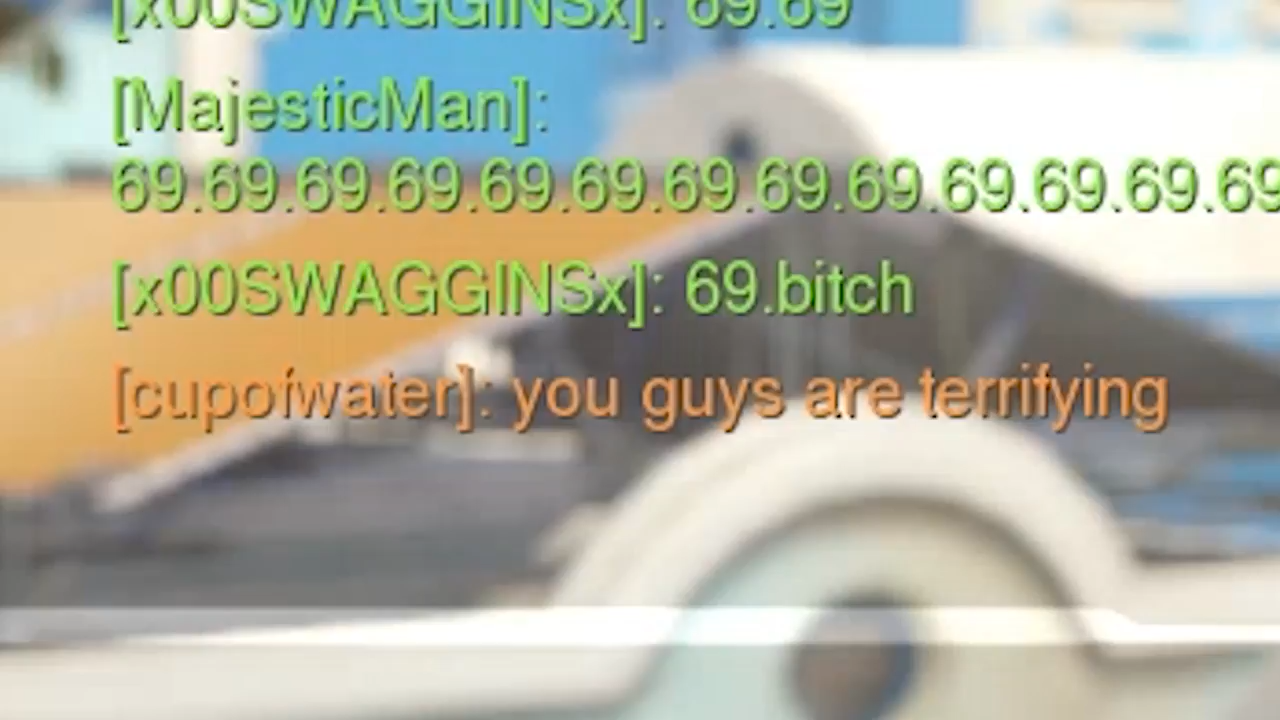 [x00SWAGGINSx]: 69.69
[MajesticMan]:
69.69.69.69.69.69.69.69.69.69.69.69.69
[x00SWAGGINSx]: 69.bitch
[cupofwater]: you guys are terrifying